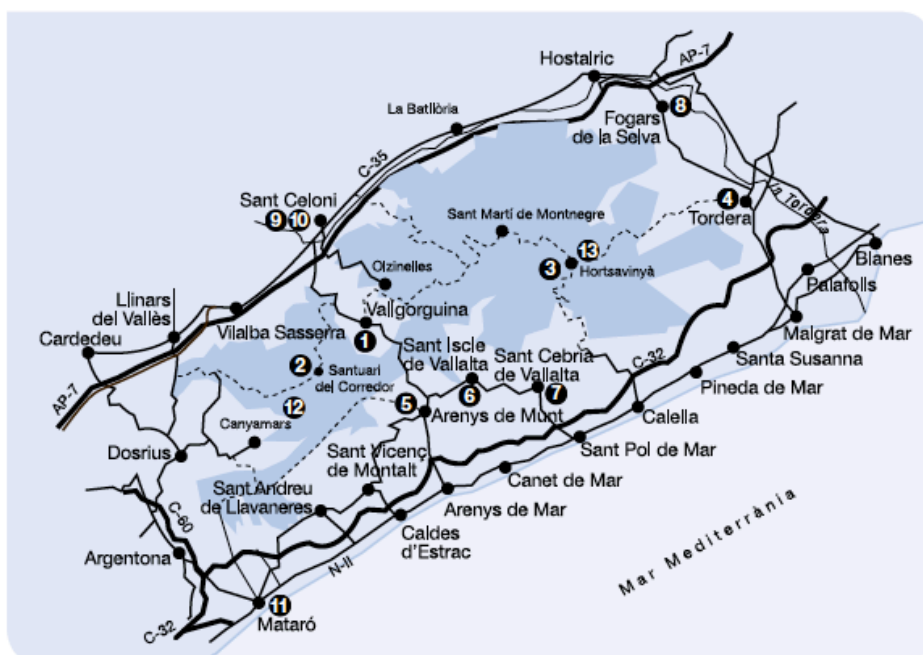 Hostalric
AP-7
La Batllòria
8
Fogars
de la Selva
C-35
Sant Celoni
9 10
Sant Martí de Montnegre
4
Tordera
la Tordera
13
3
Hortsavinyà
Blanes
Olzinelles
Palafolls
Llinars
del Vallès
Vallgorguina
Vilalba Sasserra
1
Malgrat de Mar
Cardedeu
Sant Iscle
de Vallalta
Sant Cebrià
de Vallalta
C-32
Santa Susanna
2
Santuari
del Corredor
Pineda de Mar
AP-7
6
7
5
Arenys de Munt
Calella
12
Canyamars
Sant Pol de Mar
Dosrius
Sant Vicenç
de Montalt
Canet de Mar
Sant Andreu
de Llavaneres
Arenys de Mar
C-60
Caldes
d'Estrac
Argentona
N-II
Mar Mediterrània
11
Mataró
C-32